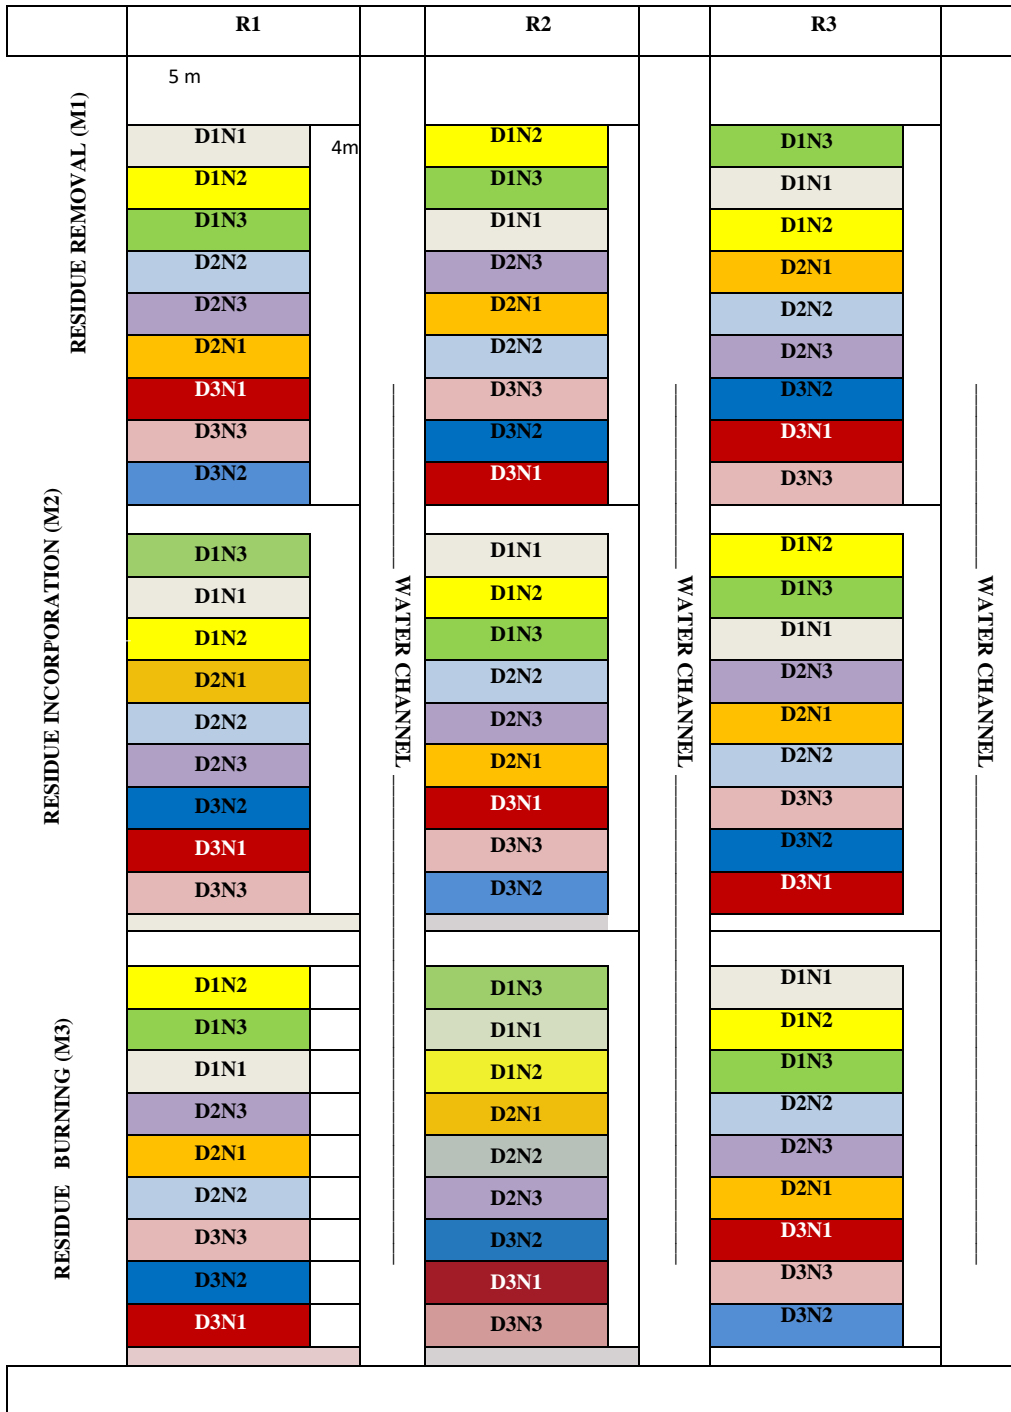 R1 R2 R3
5 m
4m
RESIDUE REMOVAL (M1)
D1N1 D1N2 D1N3
D1N2 D1N3 D1N1
D1N3 D1N1 D1N2
D2N2 D2N3 D2N1
D2N3 D2N1 D2N2
D2N1 D2N2 D2N3
D3N1 D3N3 D3N2
D3N3 D3N2 D3N1
D3N2 D3N1 D3N3
RESIDUE INCORPORATION (M2)
D1N3 D1N1 D1N2
D1N1 D1N2 D1N3
D1N2 D1N3 D1N1
D2N1 D2N2 D2N3
D2N2 D2N3 D2N1
D2N3 D2N1 D2N2
D3N2 D3N1 D3N3
D3N1 D3N3 D3N2
D3N3 D3N2 D3N1
WATER CHANNEL
WATER CHANNEL
WATER CHANNEL
RESIDUE BURNING (M3)
D1N2 D1N3 D1N1
D1N3 D1N1 D1N2
D1N1 D1N2 D1N3
D2N3 D2N1 D2N2
D2N1 D2N2 D2N3
D2N2 D2N3 D2N1
D3N3 D3N2 D3N1
D3N2 D3N1 D3N3
D3N1 D3N3 D3N2